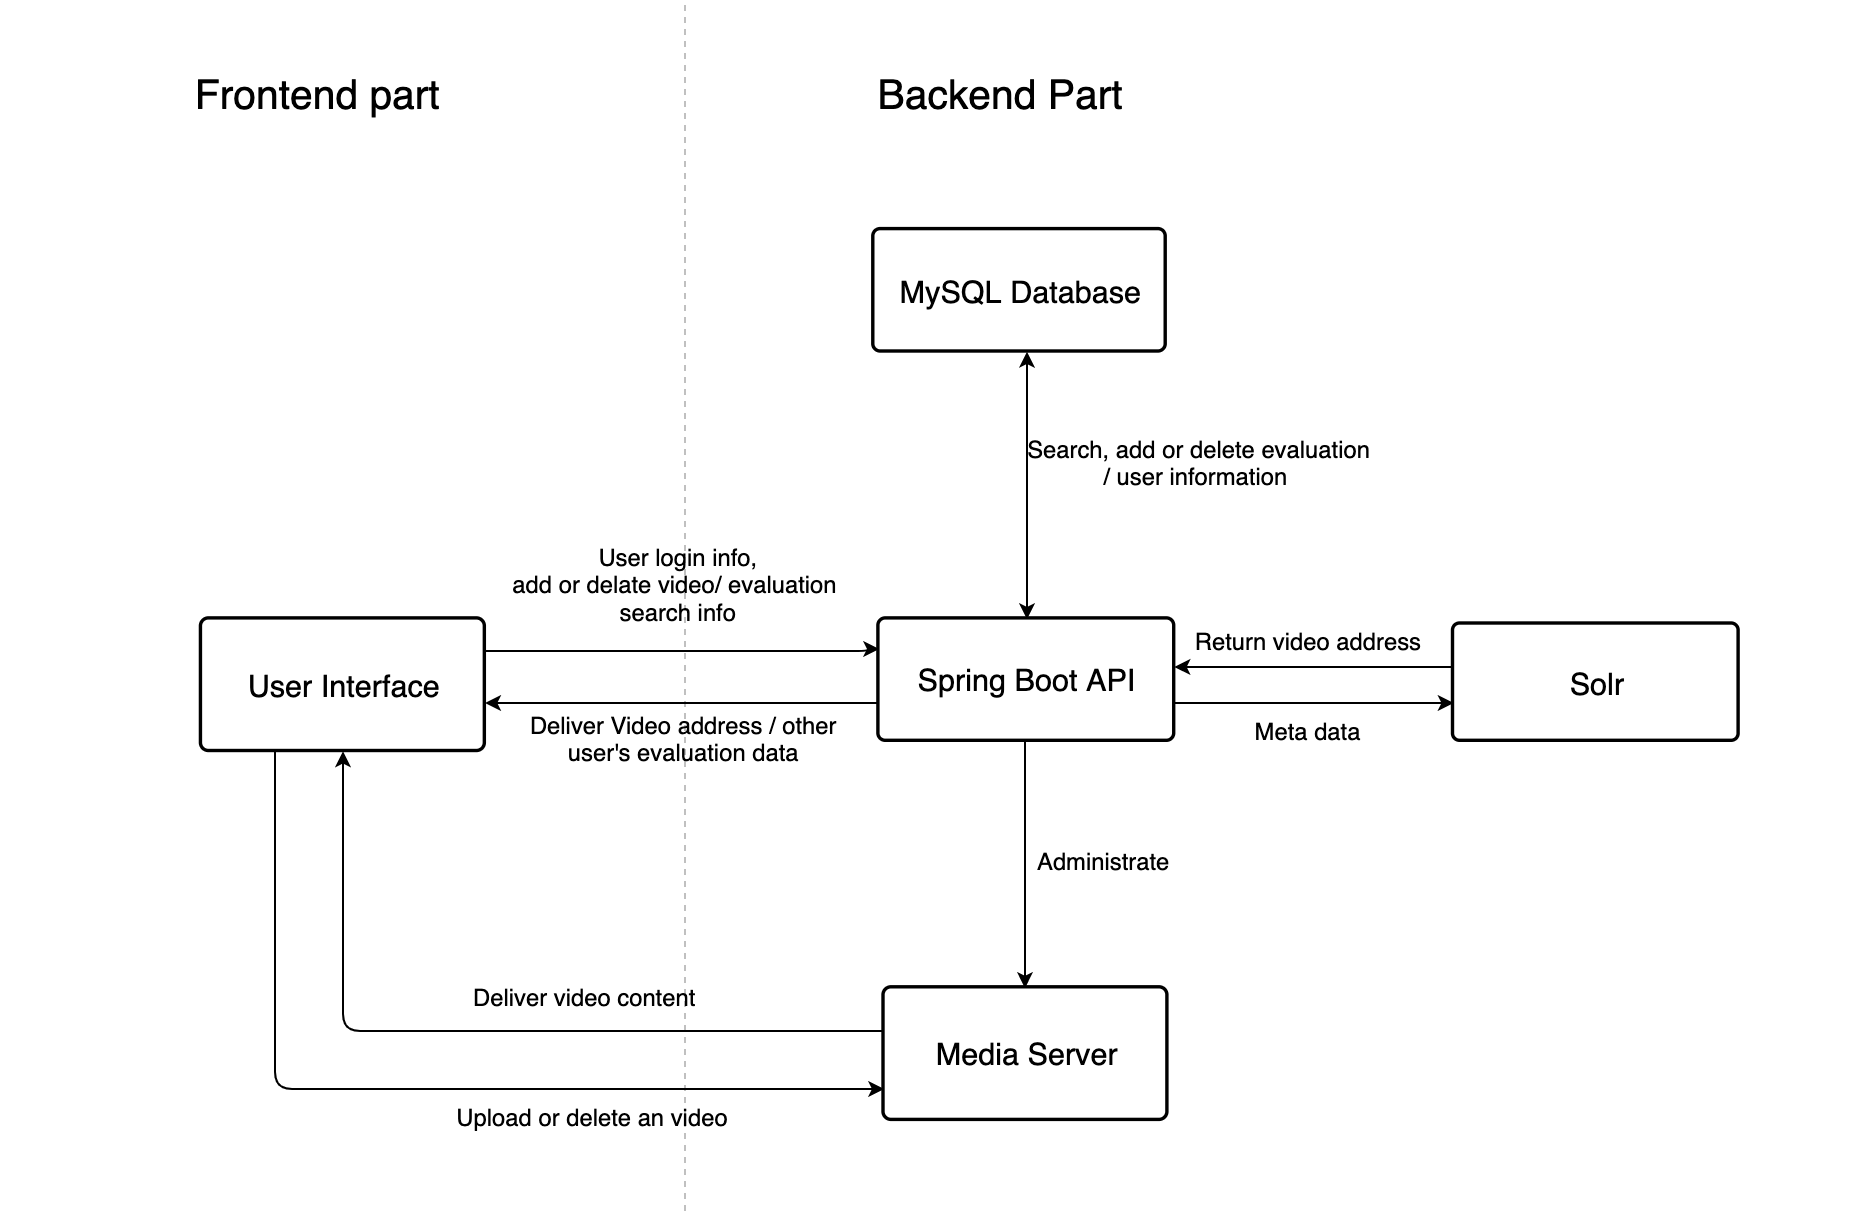 Frontend part
Backend Part
MySQL Database
Search, add or delete evaluation
/ user information
User login info,
add or delate video/ evaluation
search info
User Interface
Spring Boot API
Return video address
Solr
Deliver Video address / other
user's evaluation data
Meta data
Administrate
Deliver video content
Media Server
Upload or delete an video